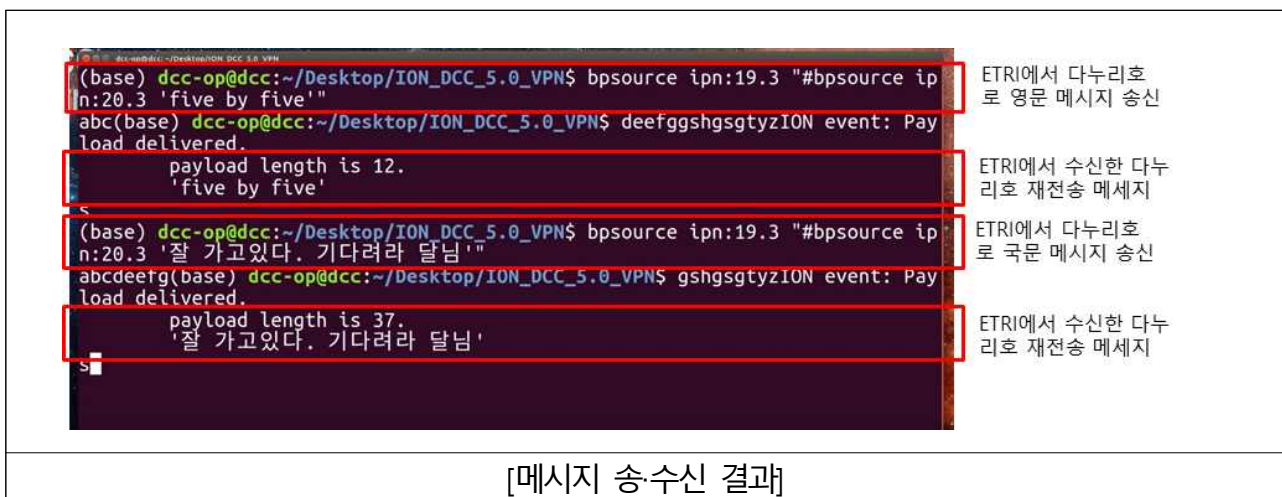 dcc-op@dcc: ~/Desktop/ION_DCC_5.0_VPN
(base) dcc-op@dcc:~/Desktop/ION_DCC_5.0_VPN$ bpsource ipn:19.3 "#bpsource ip
n:20.3 'five by five'"
abc(base) dcc-op@dcc:~/Desktop/ION_DCC_5.0_VPN$ deefggshgsgtyzION event: Pay
load delivered.
payload length is 12.
'five by five'
s
(base) dcc-op@dcc:~/Desktop/ION_DCC_5.0_VPN$ bpsource ipn:19.3 "#bpsource ip
n:20.3 '잘 가고있다. 기다려라 달님'"
abcdeefg(base) dcc-op@dcc:~/Desktop/ION_DCC_5.0_VPN$ gshgsgtyzION event: Pay
load delivered.
payload length is 37.
'잘 가고있다. 기다려라 달님'
s
ETRI에서 다누리호
로 영문 메시지 송신
ETRI에서 수신한 다누
리호 재전송 메세지
ETRI에서 다누리호
로 국문 메시지 송신
ETRI에서 수신한 다누
리호 재전송 메세지
[메시지 송·수신 결과]